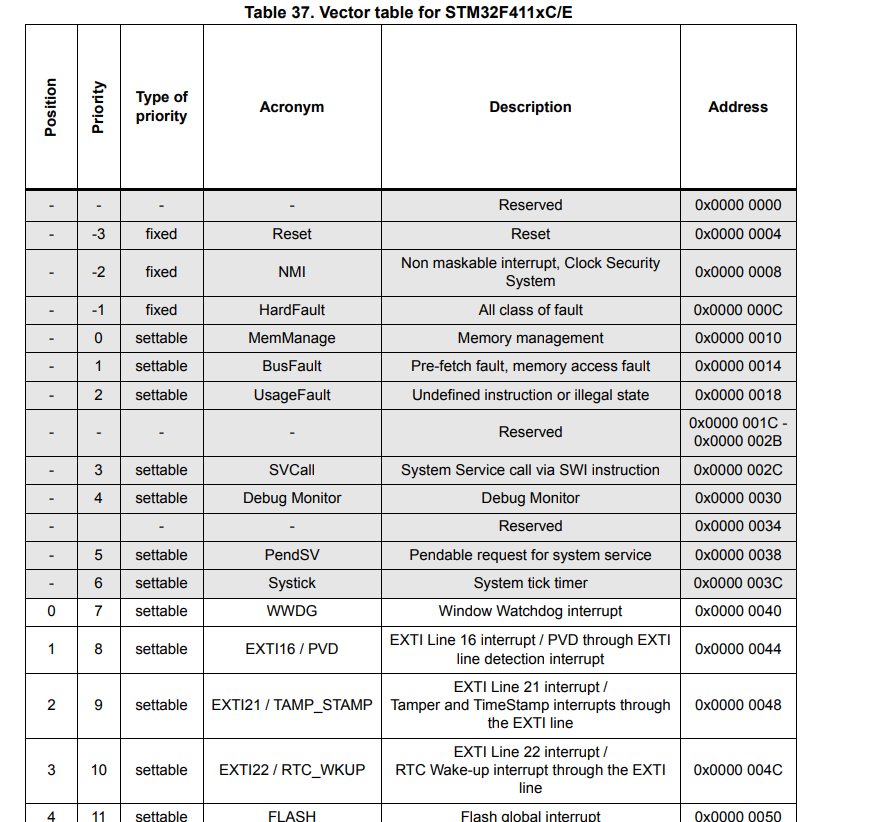 Table 37. Vector table for STM32F411xC/E
Position Priority Type of priority Acronym Description Address
- - - - Reserved 0x0000 0000
- -3 fixed Reset Reset 0x0000 0004
- -2 fixed NMI Non maskable interrupt, Clock Security System 0x0000 0008
- -1 fixed HardFault All class of fault 0x0000 000C
- 0 settable MemManage Memory management 0x0000 0010
- 1 settable BusFault Pre-fetch fault, memory access fault 0x0000 0014
- 2 settable UsageFault Undefined instruction or illegal state 0x0000 0018
- - - - Reserved 0x0000 001C - 0x0000 002B
- 3 settable SVCall System Service call via SWI instruction 0x0000 002C
- 4 settable Debug Monitor Debug Monitor 0x0000 0030
- - - Reserved 0x0000 0034
- 5 settable PendSV Pendable request for system service 0x0000 0038
- 6 settable Systick System tick timer 0x0000 003C
0 7 settable WWDG Window Watchdog interrupt 0x0000 0040
1 8 settable EXTI16 / PVD EXTI Line 16 interrupt / PVD through EXTI line detection interrupt 0x0000 0044
2 9 settable EXTI21 / TAMP_STAMP EXTI Line 21 interrupt / Tamper and TimeStamp interrupts through the EXTI line 0x0000 0048
3 10 settable EXTI22 / RTC_WKUP EXTI Line 22 interrupt / RTC Wake-up interrupt through the EXTI line 0x0000 004C
4 11 settable FLASH Flash global interrupt 0x0000 0050